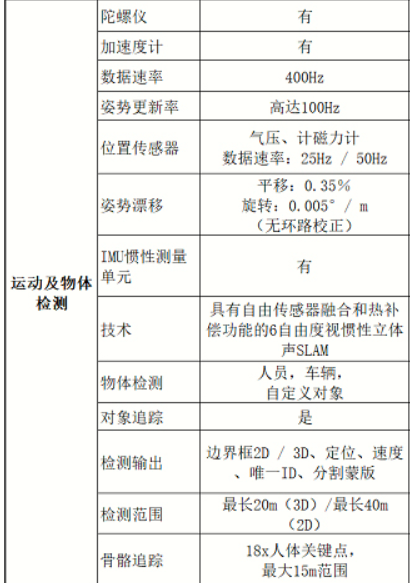 陀螺仪
有
加速度计
有
数据速率
400Hz
姿势更新率
高达100Hz
位置传感器
气压、计磁力计
数据速率：25Hz / 50Hz
姿势漂移
平移：0.35%
旋转：0.005° / m
（无环路校正）
运动及物体
检测
IMU惯性测量
单元
有
技术
具有自由传感器融合和热补
偿功能的6自由度视惯性立体
声SLAM
物体检测
人员，车辆，
自定义对象
对象追踪
是
检测输出
边界框2D / 3D、定位、速度
、唯一ID、分割蒙版
检测范围
最长20m（3D）/最长40m
（2D）
骨骼追踪
18x人体关键点，
最大15m范围